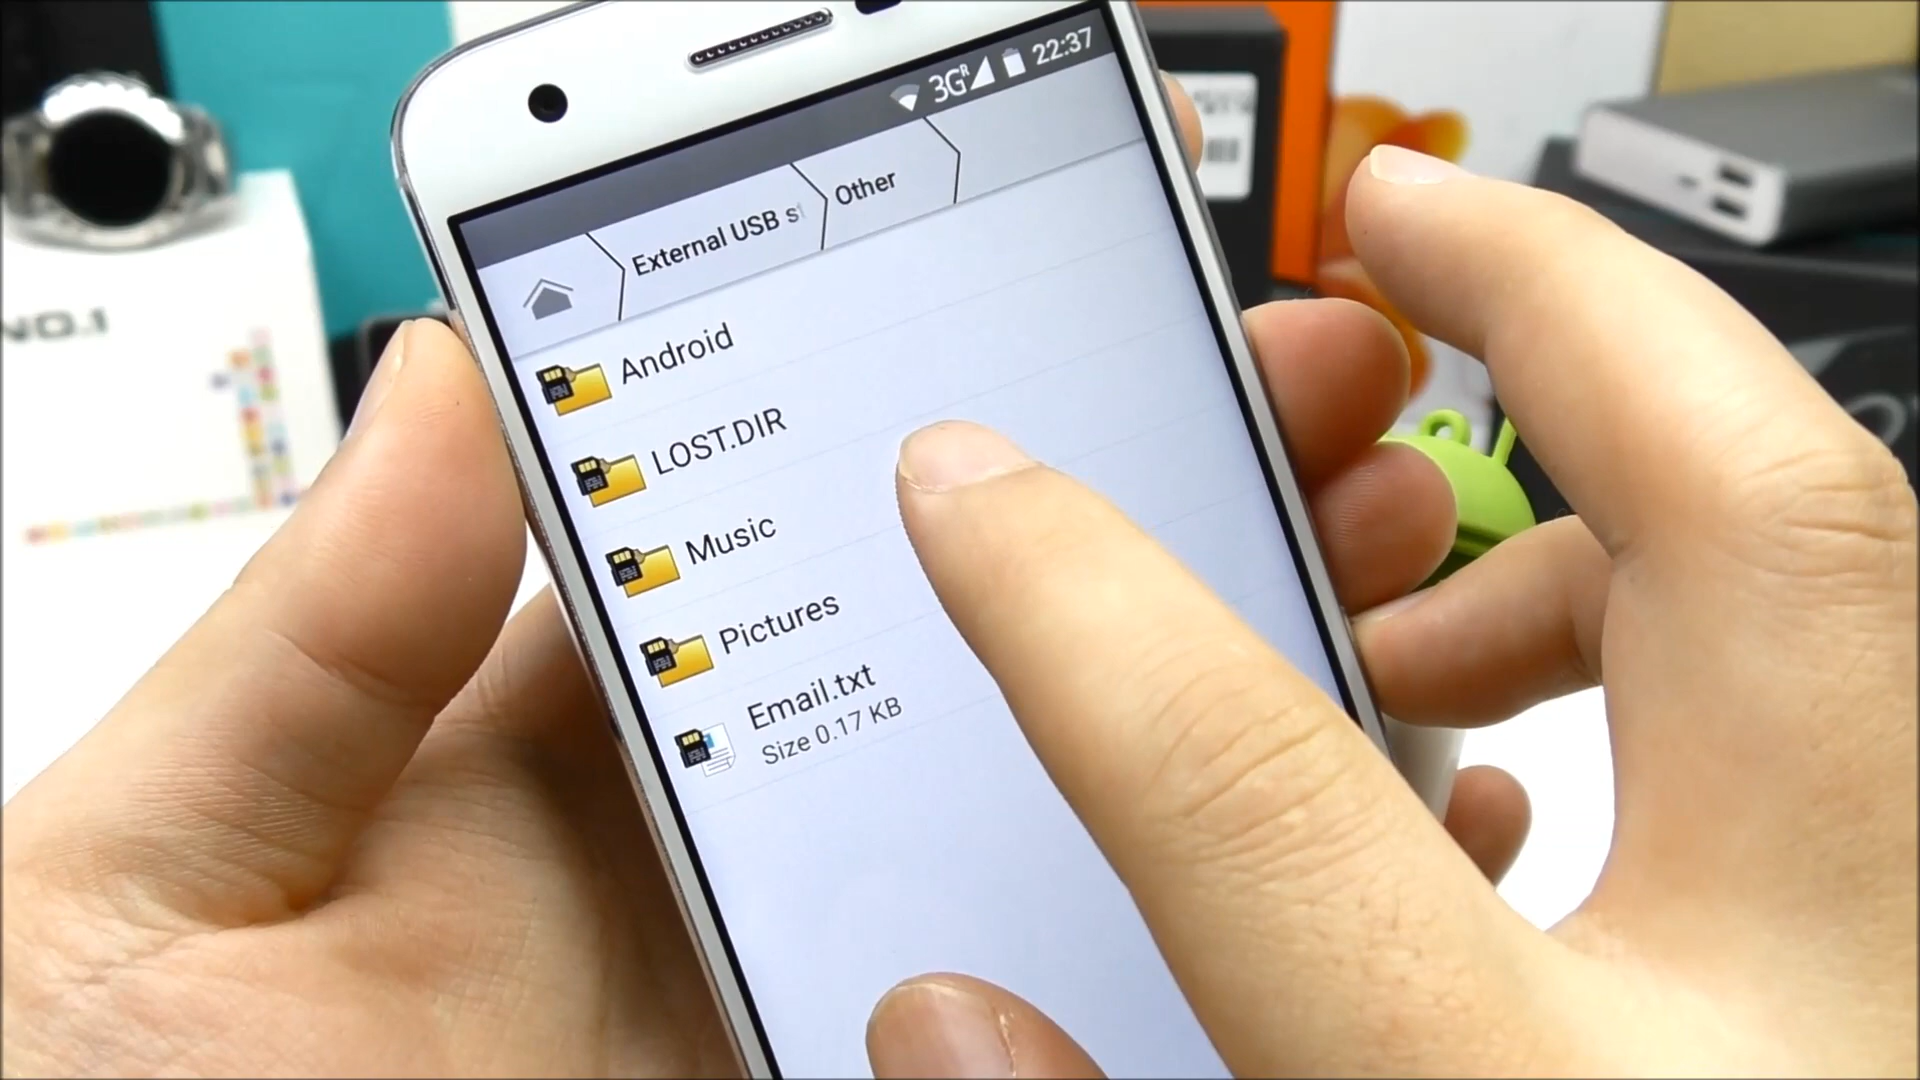 3G R 22:37
External USB s
Other
Android
LOST.DIR
Music
Pictures
Email.txt
Size 0.17 KB
NO.1